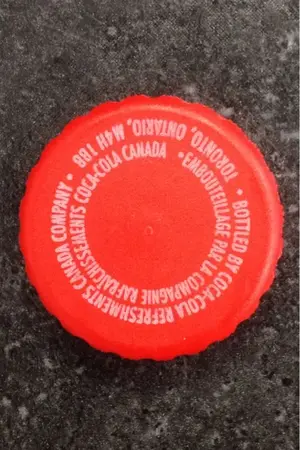 • BOTTLED BY COCA-COLA REFRESHMENTS CANADA COMPANY •
TORONTO, ONTARIO, M4H 1B8
• EMBOUTEILLAGE PAR LA COMPAGNIE RAFRAÎCHISSEMENTS COCA-COLA CANADA